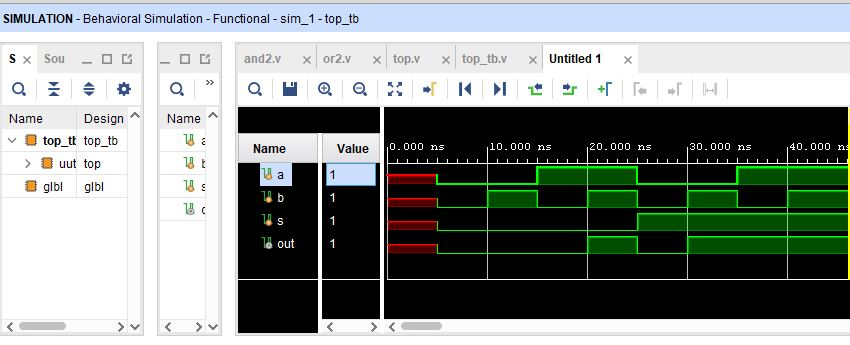 SIMULATION - Behavioral Simulation - Functional - sim_1 - top_tb
S Sou
and2.v or2.v top.v top_tb.v Untitled 1
»
Name Design
top_tb top_tb
uut top
glbl glbl
Name Value
a 1
b 1
s 1
out 1
0.000 ns 10.000 ns 20.000 ns 30.000 ns 40.000 ns